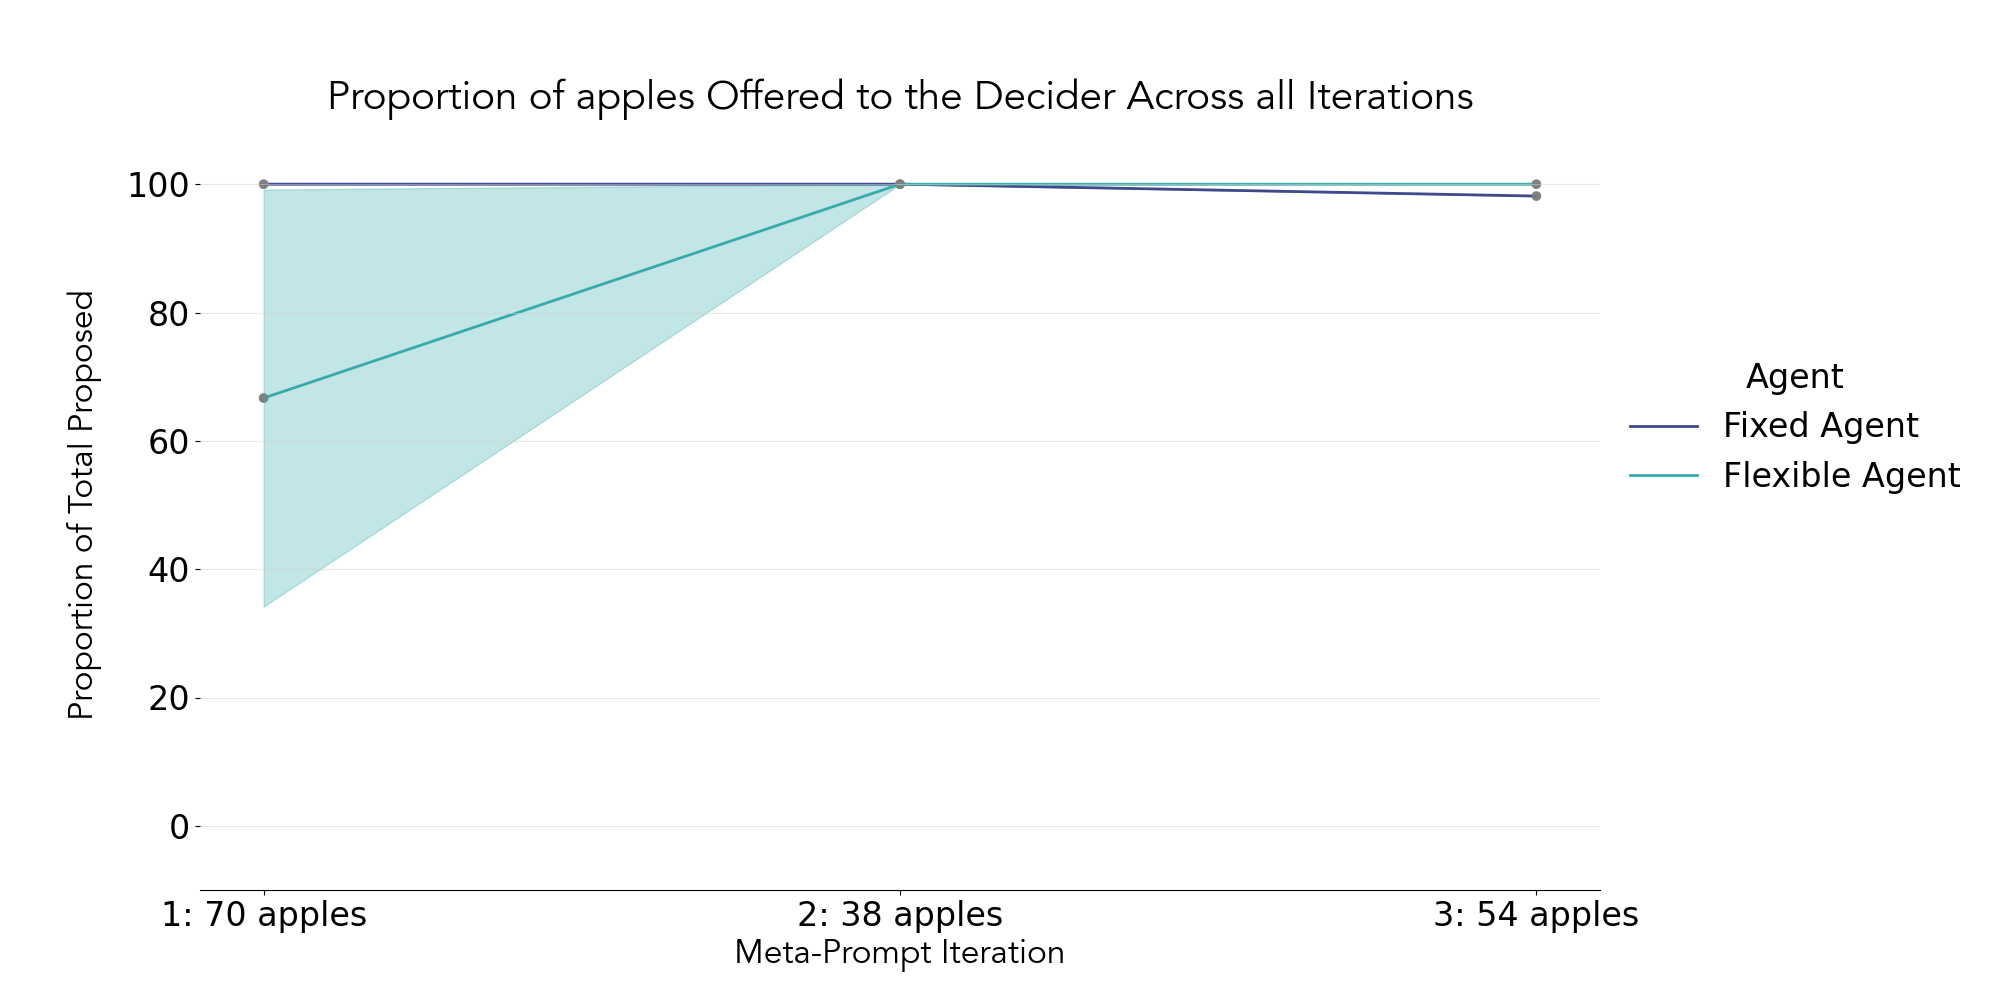 Proportion of apples Offered to the Decider Across all Iterations
Proportion of Total Proposed
100
80
60
40
20
0
1: 70 apples
2: 38 apples
3: 54 apples
Meta-Prompt Iteration
Agent
Fixed Agent
Flexible Agent